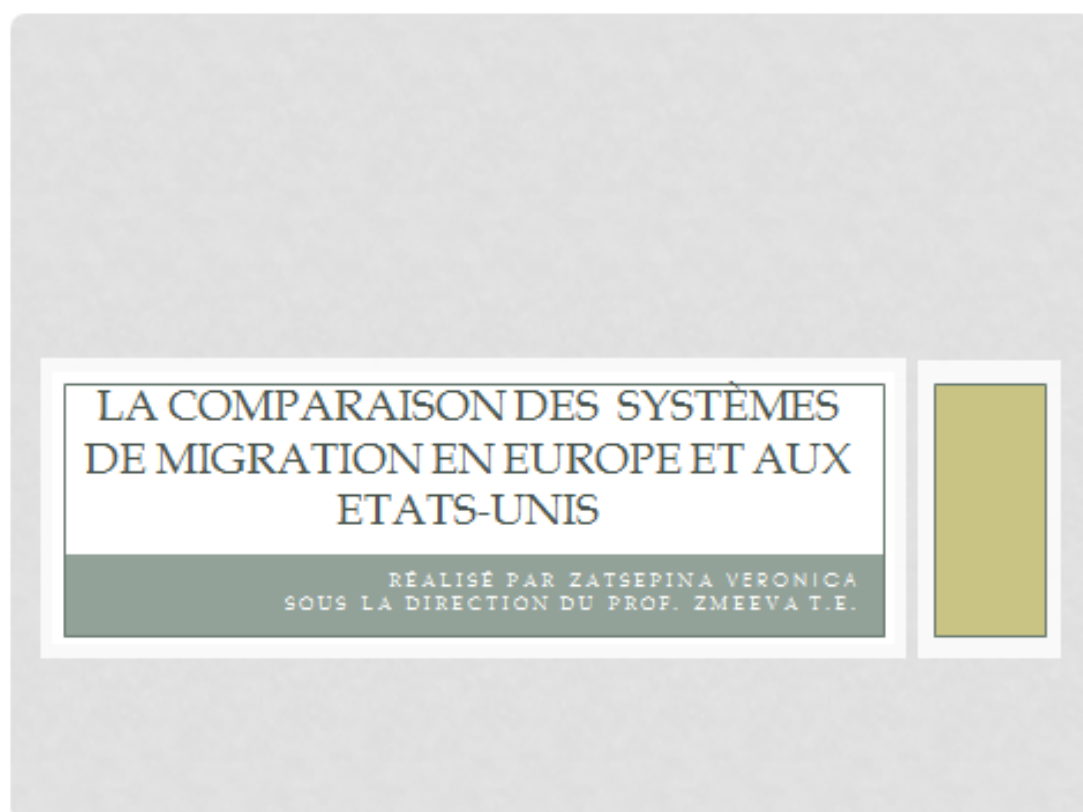 LA COMPARAISON DES SYSTÈMES
DE MIGRATION EN EUROPE ET AUX
ETATS-UNIS
RÉALISÉ PAR ZATSEPINA VERONICA
SOUS LA DIRECTION DU PROF. ZMEEVA T.E.